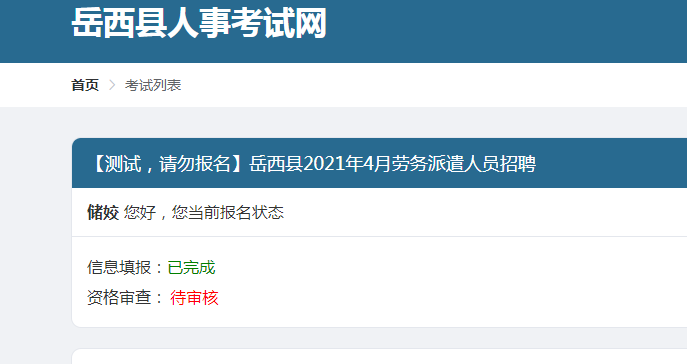 岳西县人事考试网
首页 > 考试列表
【测试，请勿报名】岳西县2021年4月劳务派遣人员招聘
储姣 您好，您当前报名状态
信息填报：已完成
资格审查： 待审核